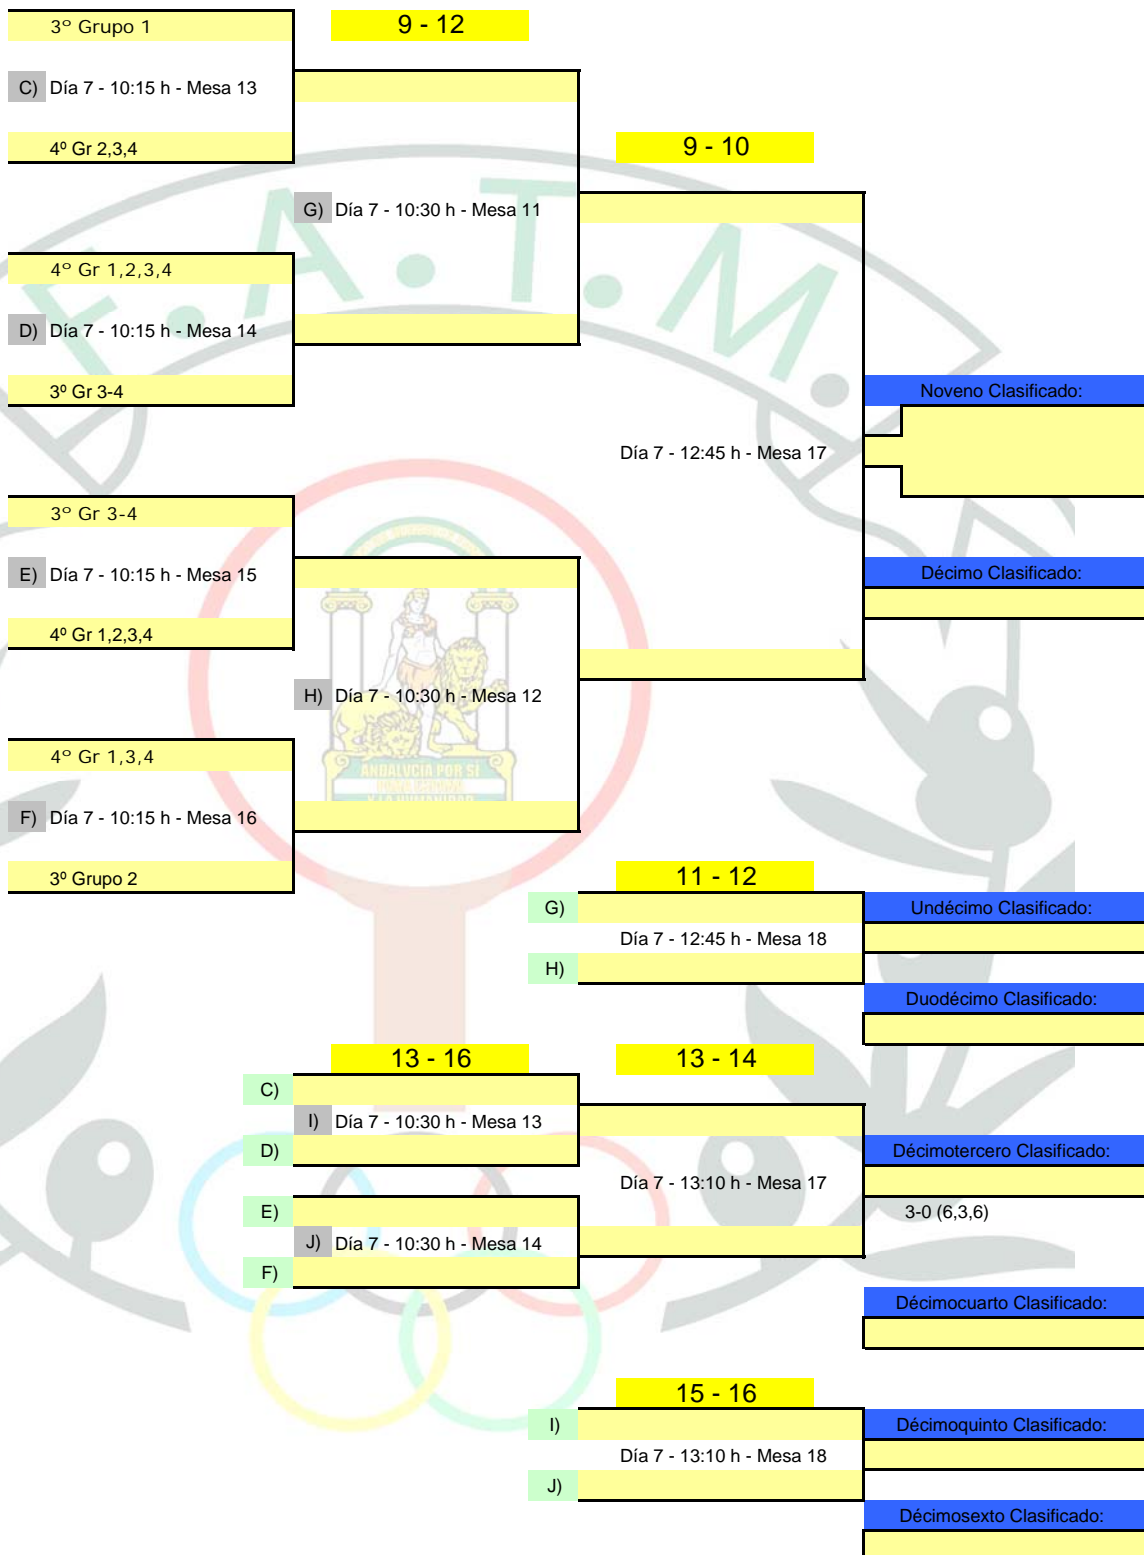 3º Grupo 1
9 - 12
C) Día 7 - 10:15 h - Mesa 13
4º Gr 2,3,4
9 - 10
G) Día 7 - 10:30 h - Mesa 11
4º Gr 1,2,3,4
D) Día 7 - 10:15 h - Mesa 14
3º Gr 3-4
F.A.T.M.
Noveno Clasificado:
Día 7 - 12:45 h - Mesa 17
3º Gr 3-4
E) Día 7 - 10:15 h - Mesa 15
Décimo Clasificado:
4º Gr 1,2,3,4
H) Día 7 - 10:30 h - Mesa 12
4º Gr 1,3,4
ANDALUCIA POR SI
F) Día 7 - 10:15 h - Mesa 16
3º Grupo 2
11 - 12
G)
Undécimo Clasificado:
Día 7 - 12:45 h - Mesa 18
H)
Duodécimo Clasificado:
13 - 16
13 - 14
C)
I) Día 7 - 10:30 h - Mesa 13
D)
Décimotercero Clasificado:
Día 7 - 13:10 h - Mesa 17
E)
3-0 (6,3,6)
J) Día 7 - 10:30 h - Mesa 14
F)
Décimocuarto Clasificado:
15 - 16
I)
Décimoquinto Clasificado:
Día 7 - 13:10 h - Mesa 18
J)
Décimosexto Clasificado: